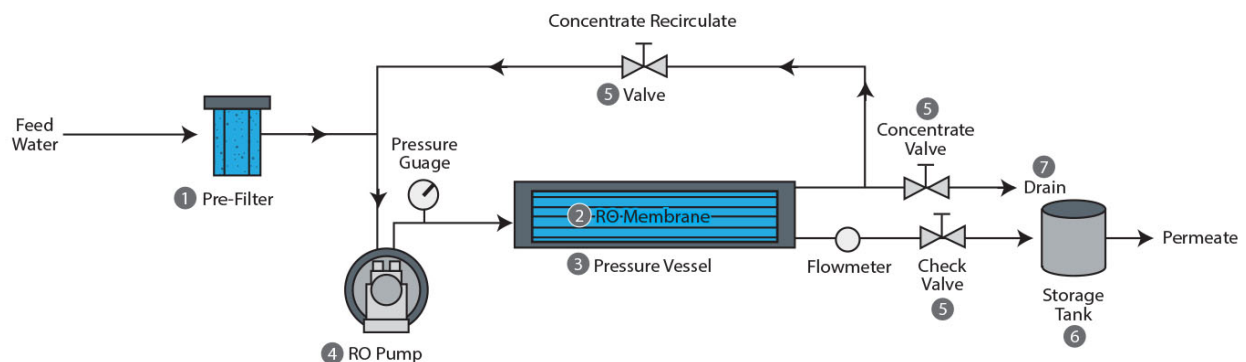 Concentrate Recirculate
5 Valve
Feed
Water
1 Pre-Filter
Pressure
Guage
2 RO Membrane
3 Pressure Vessel
4 RO Pump
5
Concentrate
Valve
7
Drain
Flowmeter
Check
Valve
5
Storage
Tank
6
Permeate